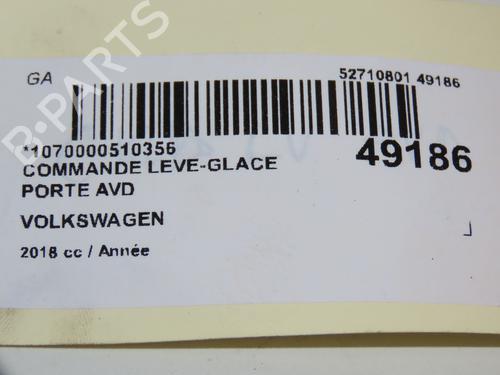 GA
52710801 49186
*1070000510356
49186
COMMANDE LEVE-GLACE
PORTE AVD
VOLKSWAGEN
2018 cc / Année
B-PARTS